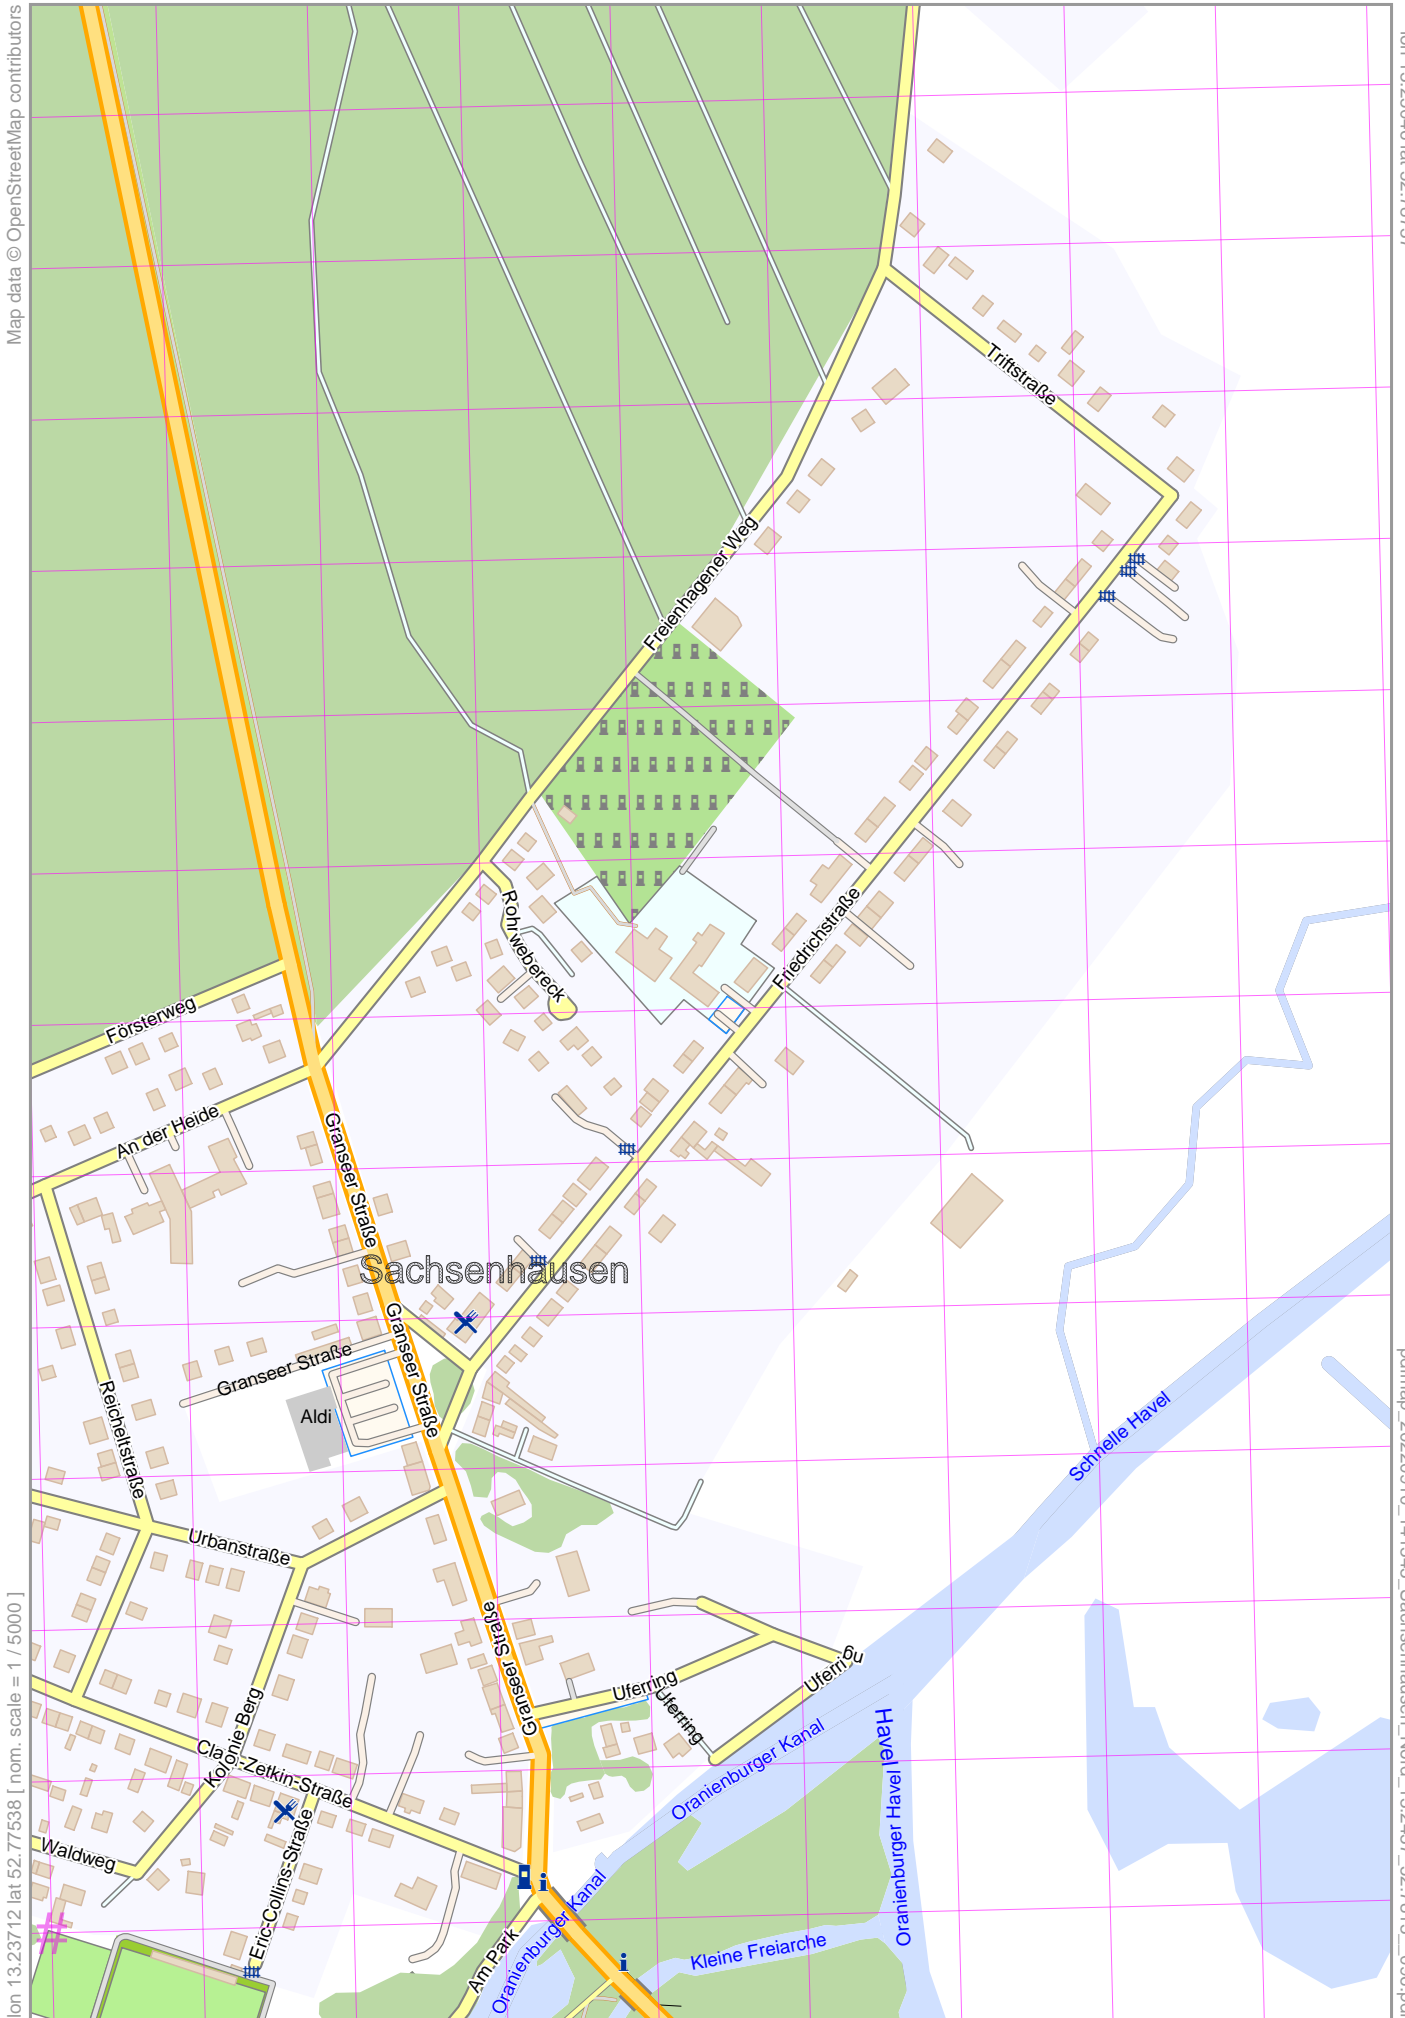 Map data © OpenStreetMap contributors
Triftstraße
Freienhagener Weg
Friedrichstraße
Rohrwebereck
Försterweg
An der Heide
Granseer Straße
Sachsenhausen
Granseer Straße
Granseer Straße
Aldi
Reicheltstraße
Schnelle Havel
Urbanstraße
Granseer Straße
Uferring
Uferring
Uferring
Kolonie Berg
Clara-Zetkin-Straße
Oranienburger Kanal
Havel
Oranienburger Havel
Waldweg
Eric-Collins-Straße
Oranienburger Kanal
Am Park
Kleine Freiarche
lon 13.23712 lat 52.77538 [ nom. scale = 1 / 5000 ]